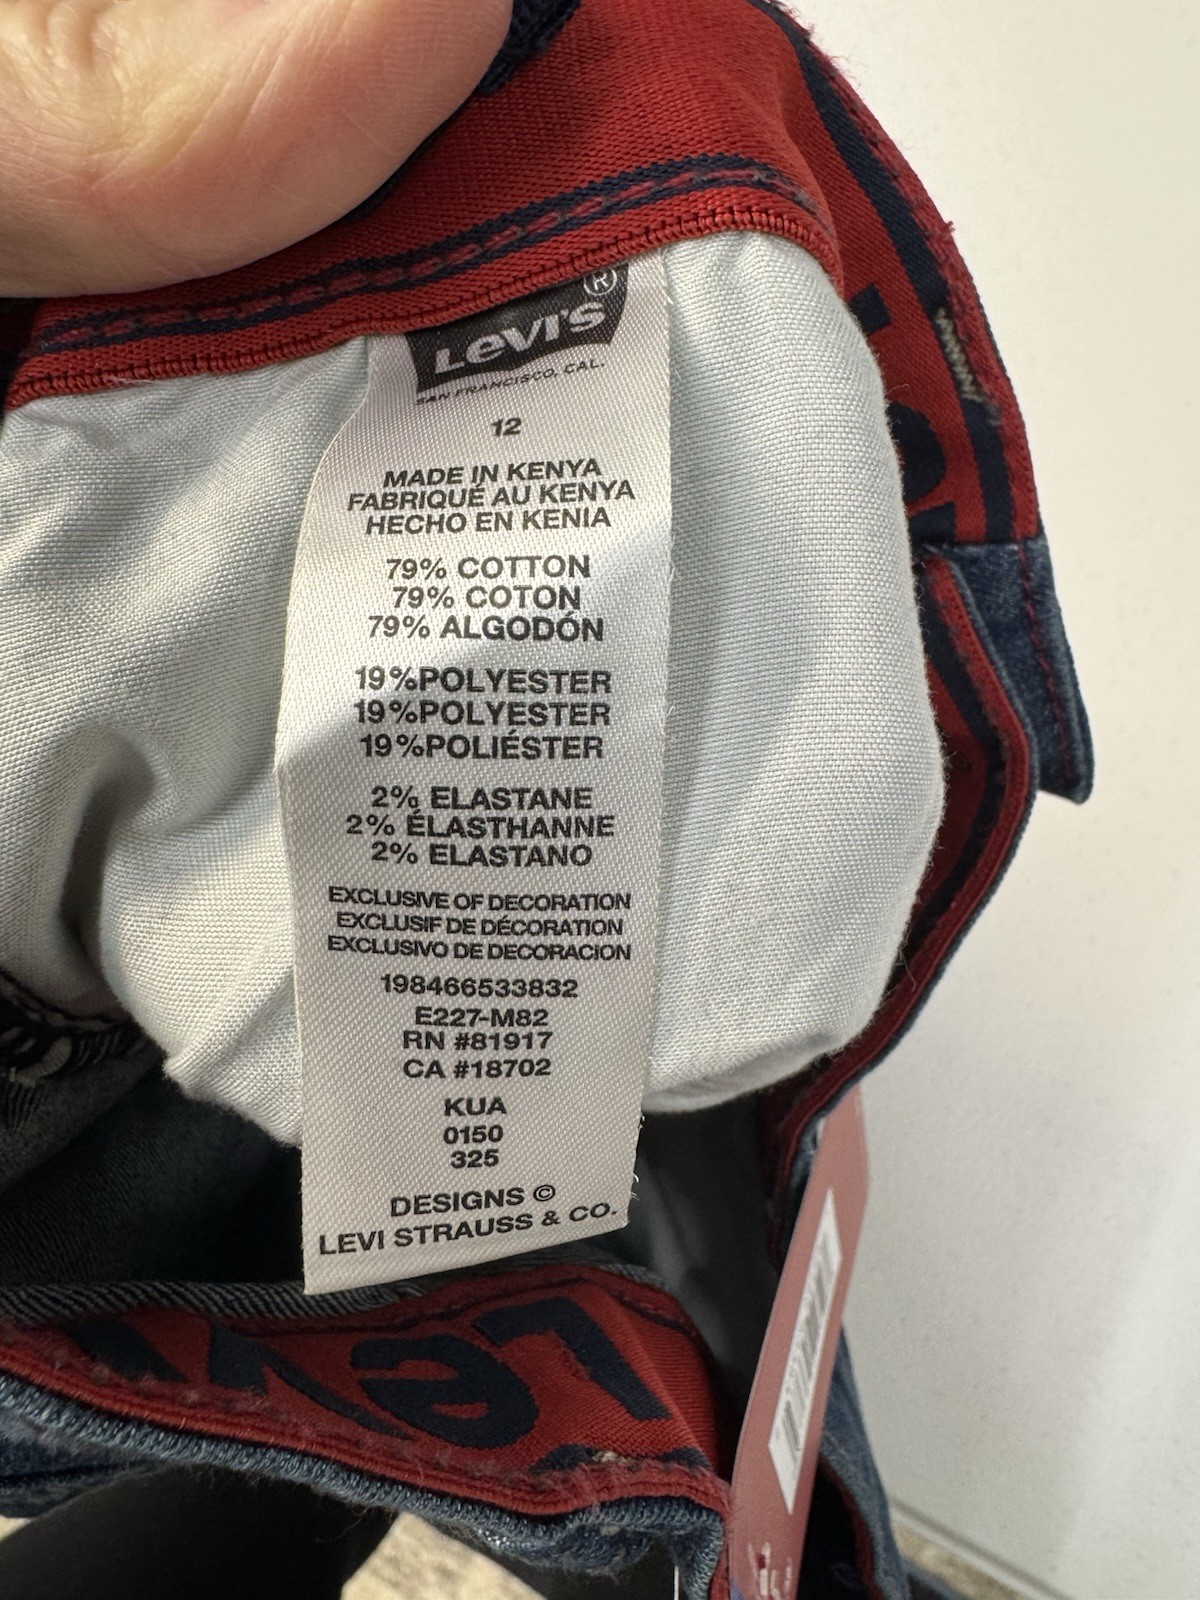 Levi's ®
SAN FRANCISCO, CAL.
12
MADE IN KENYA
FABRIQUÉ AU KENYA
HECHO EN KENIA
79% COTTON
79% COTON
79% ALGODÓN
19%POLYESTER
19%POLYESTER
19%POLIÉSTER
2% ELASTANE
2% ÉLASTHANNE
2% ELASTANO
EXCLUSIVE OF DECORATION
EXCLUSIF DE DÉCORATION
EXCLUSIVO DE DECORACION
198466533832
E227-M82
RN #81917
CA #18702
KUA
0150
325
DESIGNS ©
LEVI STRAUSS & CO.
Lev